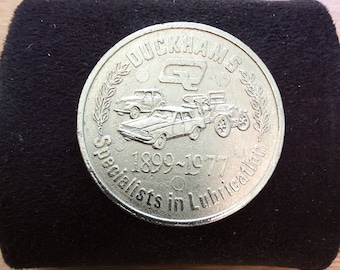 DUCKHAMS
1899-1977
Specialists in Lubrication